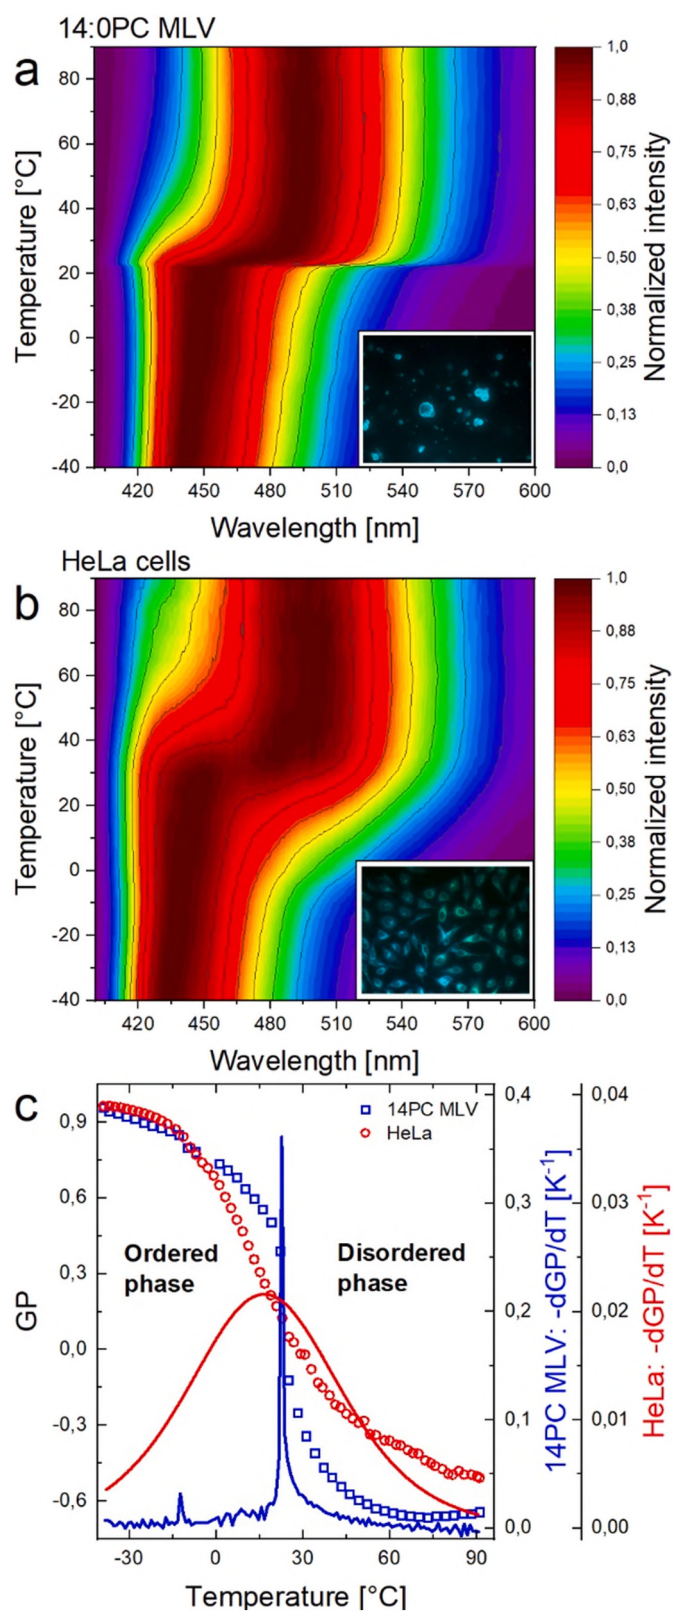 14:0PC MLV
a
Temperature [°C]
80
60
40
20
0
-20
-40
420 450 480 510 540 570 600
Wavelength [nm]
1,0
0,88
0,75
0,63
0,50
0,38
0,25
0,13
0,0
Normalized intensity
HeLa cells
b
Temperature [°C]
80
60
40
20
0
-20
-40
420 450 480 510 540 570 600
Wavelength [nm]
1,0
0,88
0,75
0,63
0,50
0,38
0,25
0,13
0,0
Normalized intensity
c
GP
0,9
0,6
0,3
0,0
-0,3
-0,6
14PC MLV
HeLa
Ordered
phase
Disordered
phase
-30 0 30 60 90
Temperature [°C]
0,4
0,3
0,2
0,1
0,0
14PC MLV: -dGP/dT [K⁻¹]
0,04
0,03
0,02
0,01
0,00
HeLa: -dGP/dT [K⁻¹]